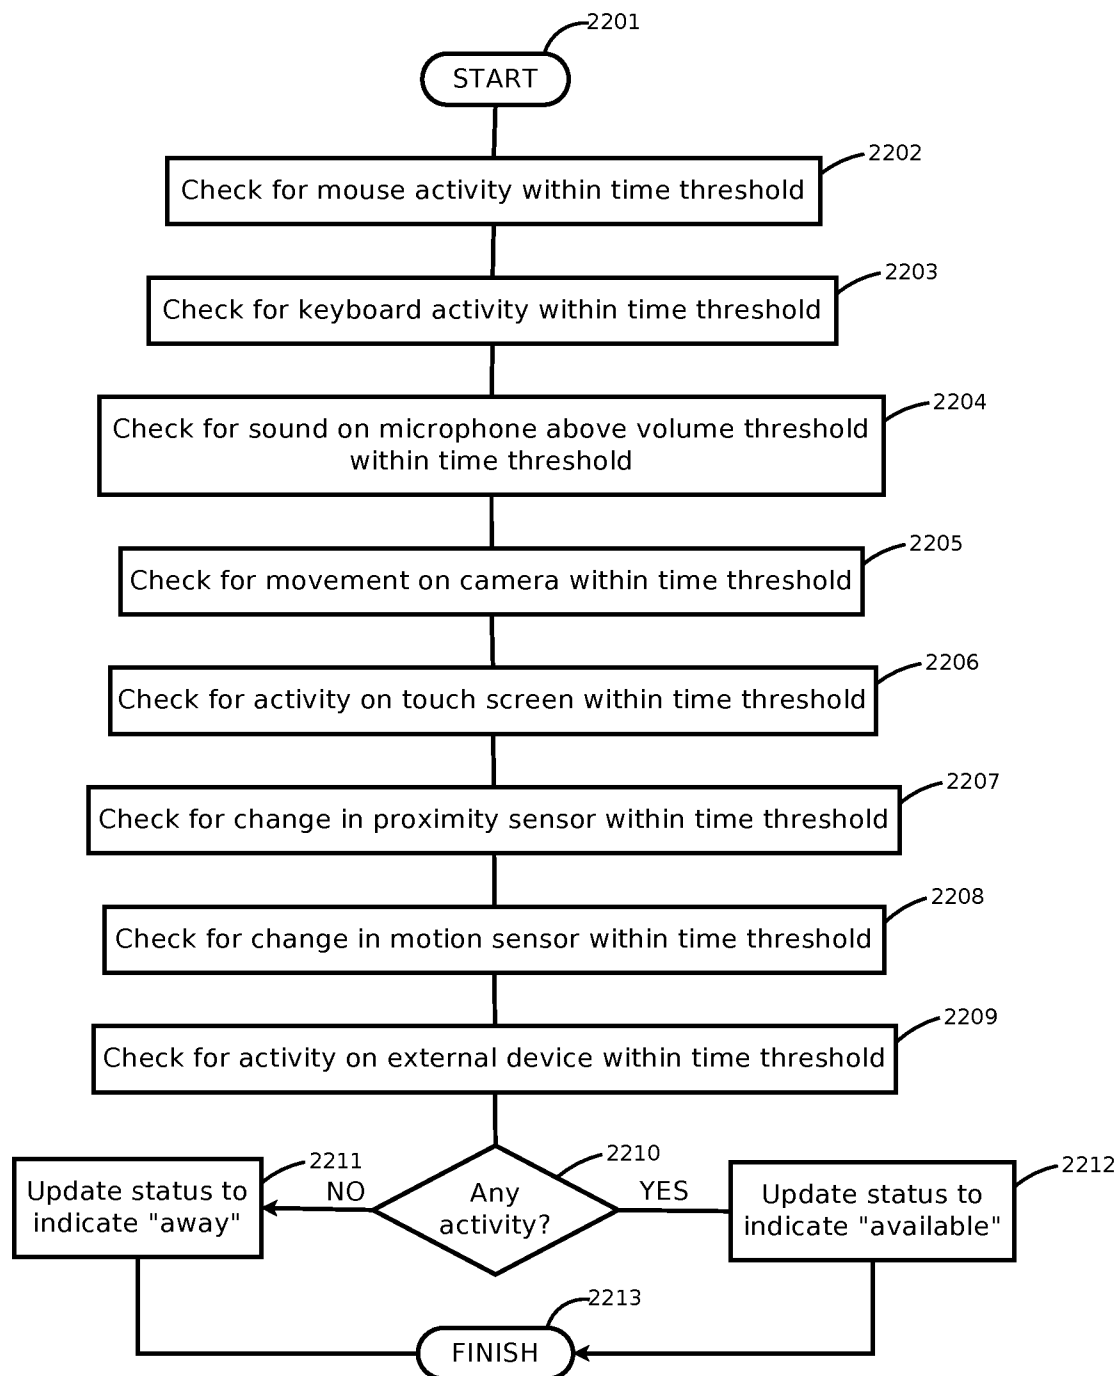 2201
START
2202
Check for mouse activity within time threshold
2203
Check for keyboard activity within time threshold
2204
Check for sound on microphone above volume threshold
within time threshold
2205
Check for movement on camera within time threshold
2206
Check for activity on touch screen within time threshold
2207
Check for change in proximity sensor within time threshold
2208
Check for change in motion sensor within time threshold
2209
Check for activity on external device within time threshold
2211
2210
2212
Update status to
indicate "away"
NO
Any
activity?
YES
Update status to
indicate "available"
2213
FINISH